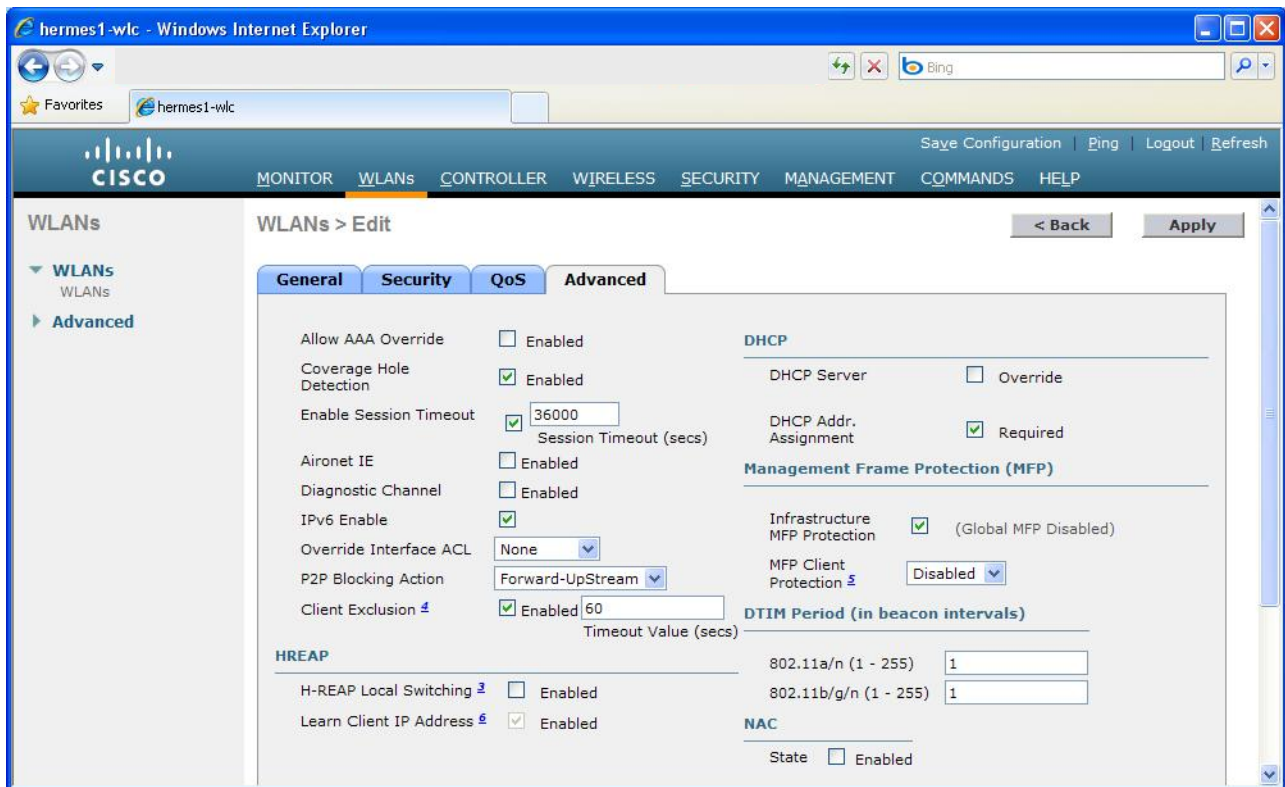 hermes1-wlc - Windows Internet Explorer
Bing
Favorites
hermes1-wlc
Save Configuration | Ping | Logout | Refresh
CISCO
MONITOR WLANs CONTROLLER WIRELESS SECURITY MANAGEMENT COMMANDS HELP
WLANs
WLANs
WLANs
Advanced
WLANs > Edit
< Back
Apply
General
Security
QoS
Advanced
Allow AAA Override Enabled
Coverage Hole
Detection Enabled
Enable Session Timeout 36000
Session Timeout (secs)
Aironet IE Enabled
Diagnostic Channel Enabled
IPv6 Enable
Override Interface ACL None
P2P Blocking Action Forward-UpStream
Client Exclusion 4 Enabled 60
Timeout Value (secs)
HREAP
H-REAP Local Switching 3 Enabled
Learn Client IP Address 6 Enabled
DHCP
DHCP Server Override
DHCP Addr.
Assignment Required
Management Frame Protection (MFP)
Infrastructure
MFP Protection (Global MFP Disabled)
MFP Client
Protection 5 Disabled
DTIM Period (in beacon intervals)
802.11a/n (1 - 255) 1
802.11b/g/n (1 - 255) 1
NAC
State Enabled